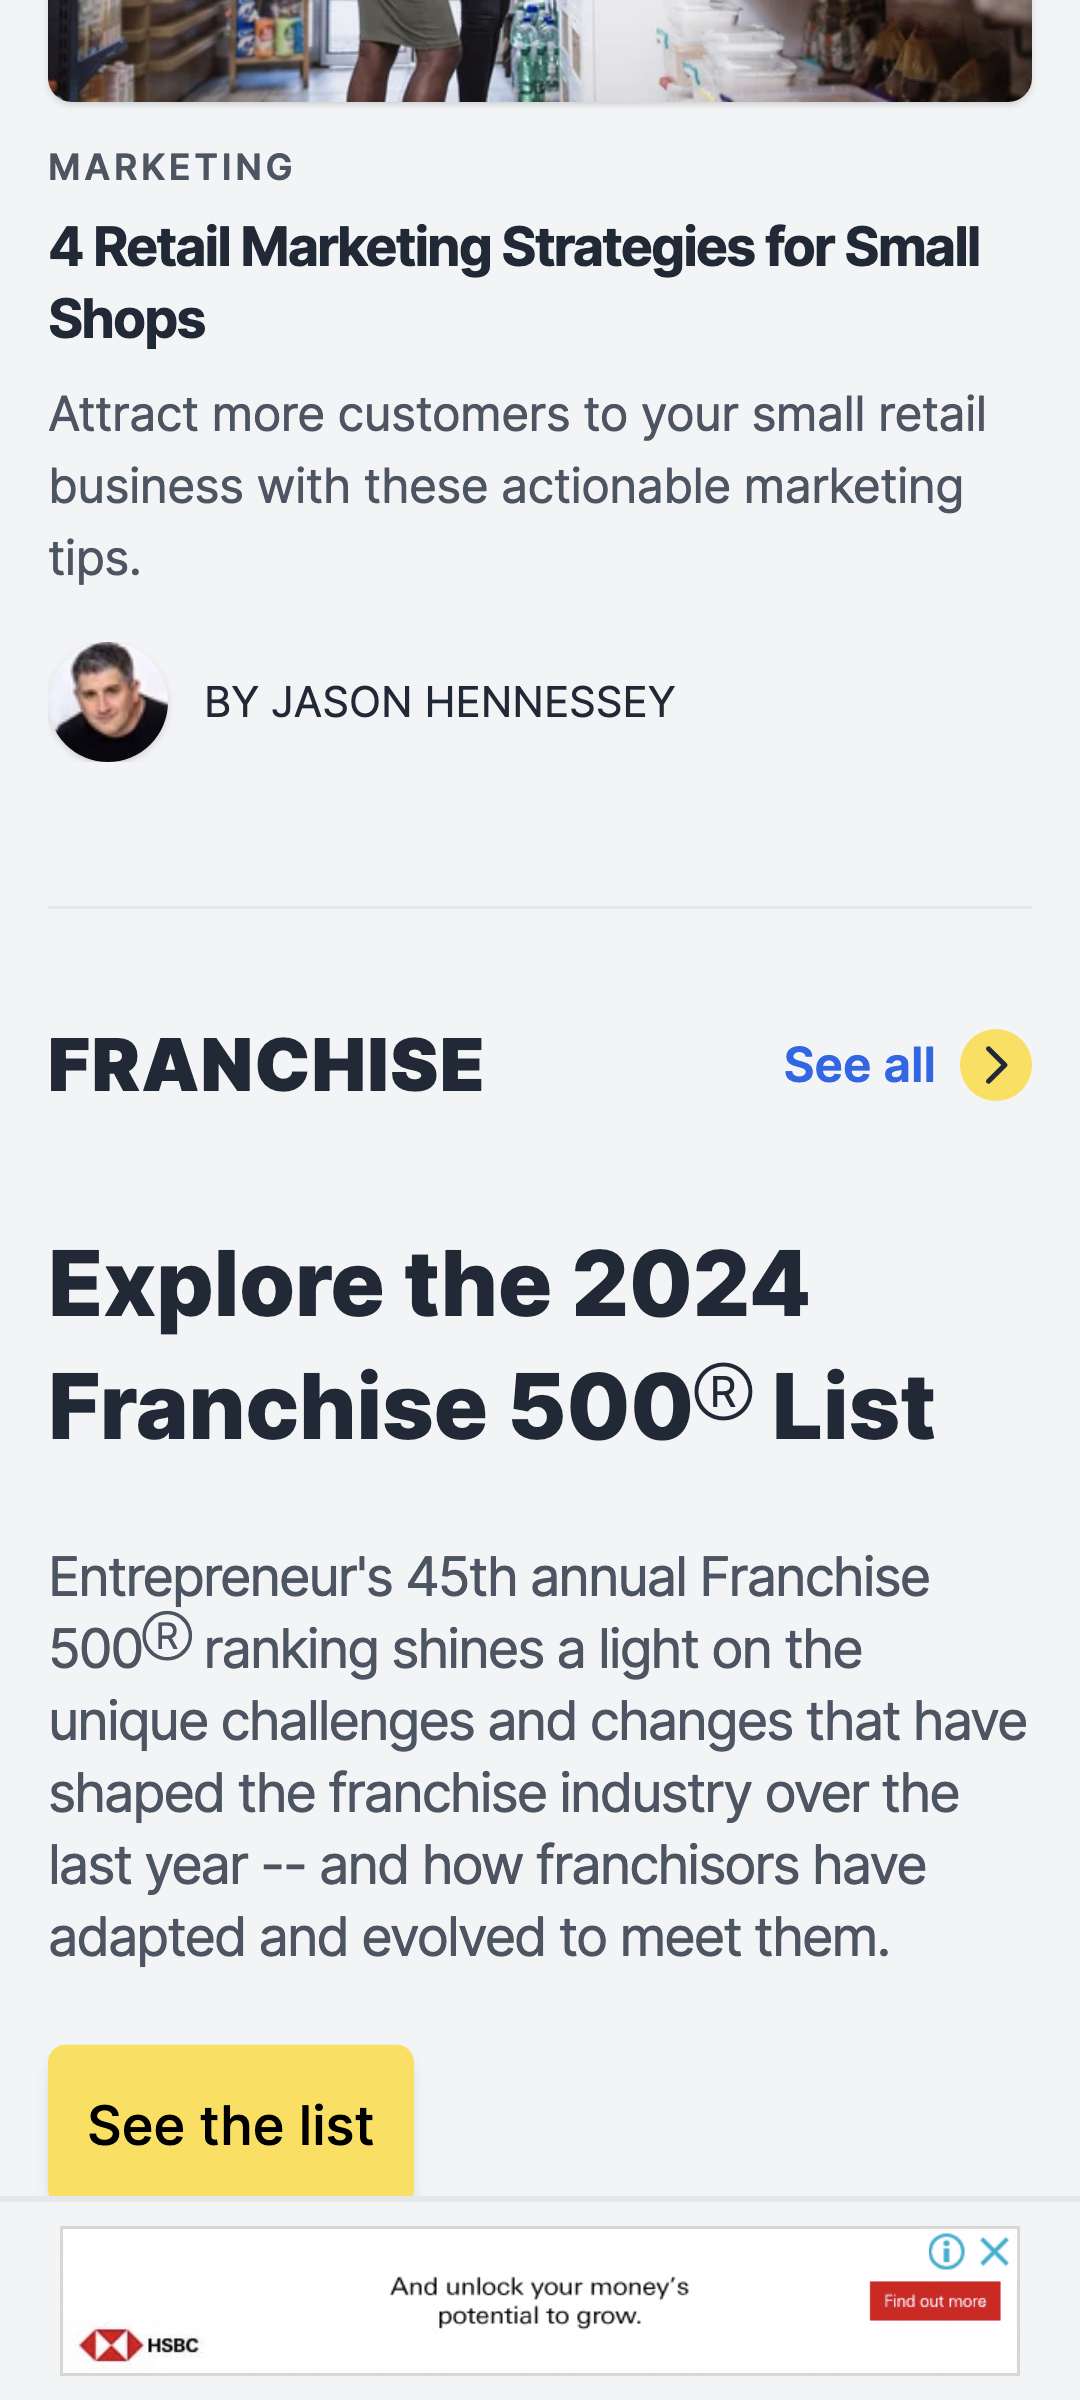 MARKETING
4 Retail Marketing Strategies for Small
Shops
Attract more customers to your small retail
business with these actionable marketing
tips.
BY JASON HENNESSEY
FRANCHISE
See all
Explore the 2024
Franchise 500® List
Entrepreneur's 45th annual Franchise
500® ranking shines a light on the
unique challenges and changes that have
shaped the franchise industry over the
last year -- and how franchisors have
adapted and evolved to meet them.
See the list
And unlock your money's
potential to grow.
Find out more
HSBC